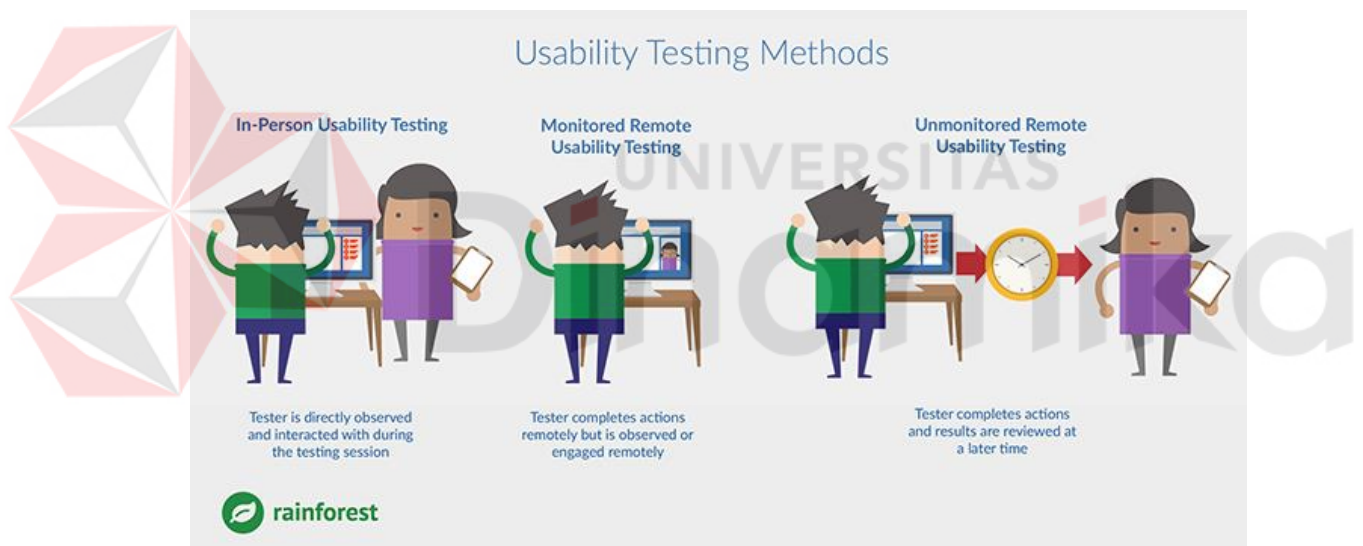 Usability Testing Methods
In-Person Usability Testing
Monitored Remote
Usability Testing
Unmonitored Remote
Usability Testing
UNIVERSITAS
Dinamika
Tester is directly observed
and interacted with during
the testing session
Tester completes actions
remotely but is observed or
engaged remotely
Tester completes actions
and results are reviewed at
a later time
rainforest